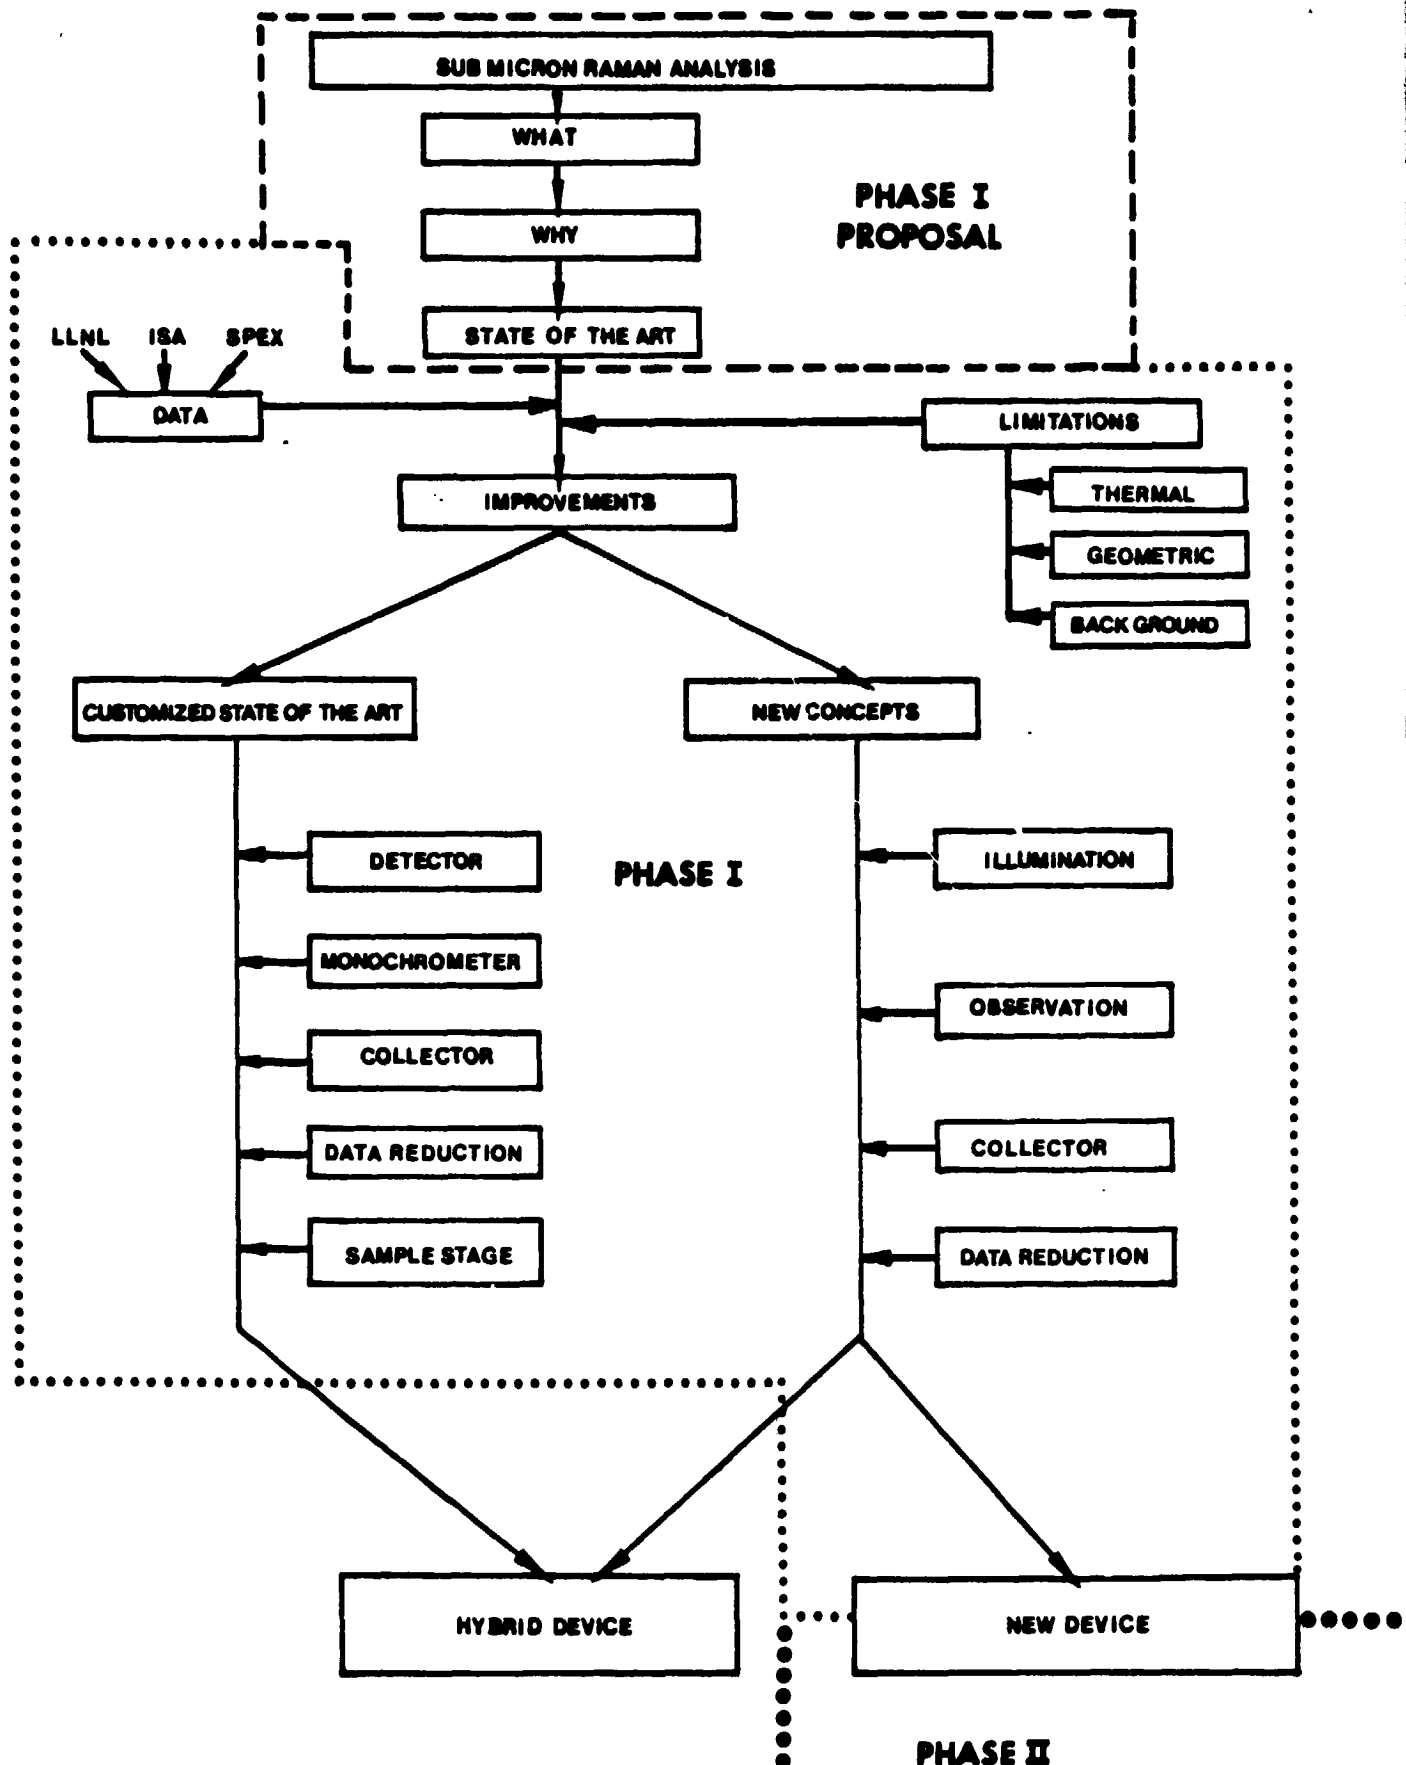 SUB MICRON RAMAN ANALYSIS
WHAT
PHASE I
PROPOSAL
WHY
STATE OF THE ART
LLNL ISA SPEX
DATA
LIMITATIONS
THERMAL
IMPROVEMENTS
GEOMETRIC
BACK GROUND
CUSTOMIZED STATE OF THE ART
NEW CONCEPTS
DETECTOR
PHASE I
ILLUMINATION
MONOCHROMETER
OBSERVATION
COLLECTOR
COLLECTOR
DATA REDUCTION
SAMPLE STAGE
DATA REDUCTION
HYBRID DEVICE
NEW DEVICE
PHASE II